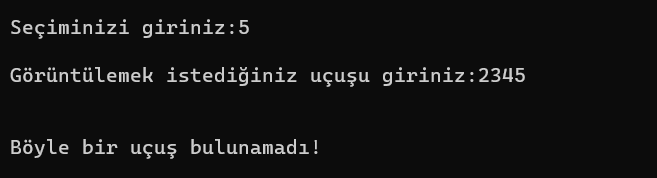 Seçiminizi giriniz:5
Görüntülemek istediğiniz uçuşu giriniz:2345
Böyle bir uçuş bulunamadı!